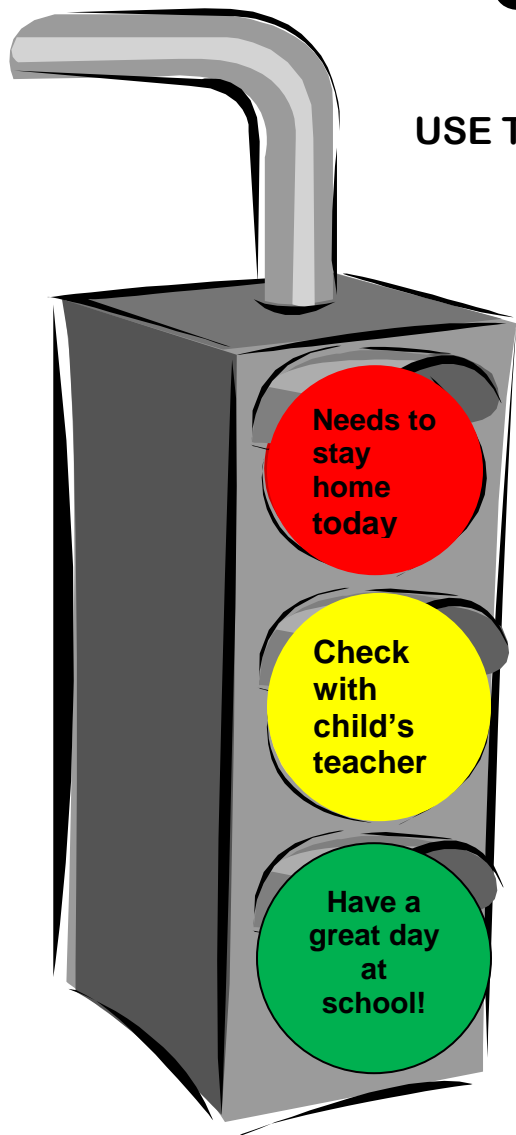 USE T
Needs to
stay
home
today
Check
with
child's
teacher
Have a
great day
at
school!